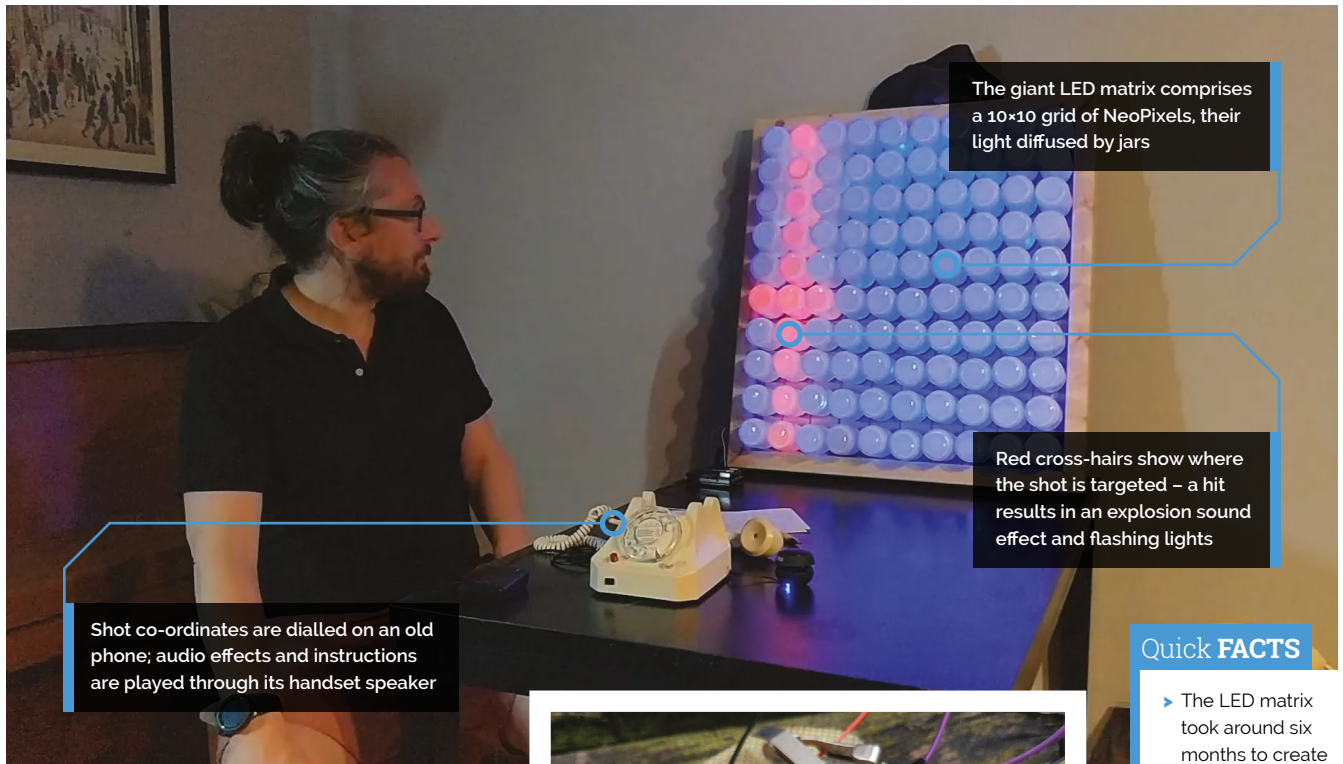 The giant LED matrix comprises
a 10×10 grid of NeoPixels, their
light diffused by jars
Red cross-hairs show where
the shot is targeted – a hit
results in an explosion sound
effect and flashing lights
Shot co-ordinates are dialled on an old
phone; audio effects and instructions
are played through its handset speaker
Quick FACTS
> The LED matrix
took around six
months to create